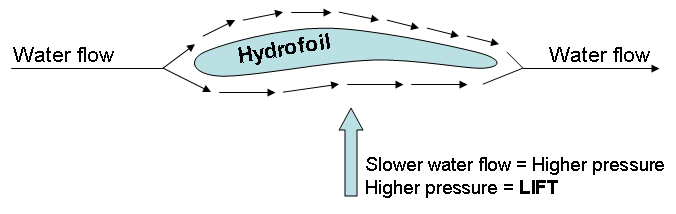 Hydrofoil
Water flow
Water flow
Slower water flow = Higher pressure
Higher pressure = LIFT